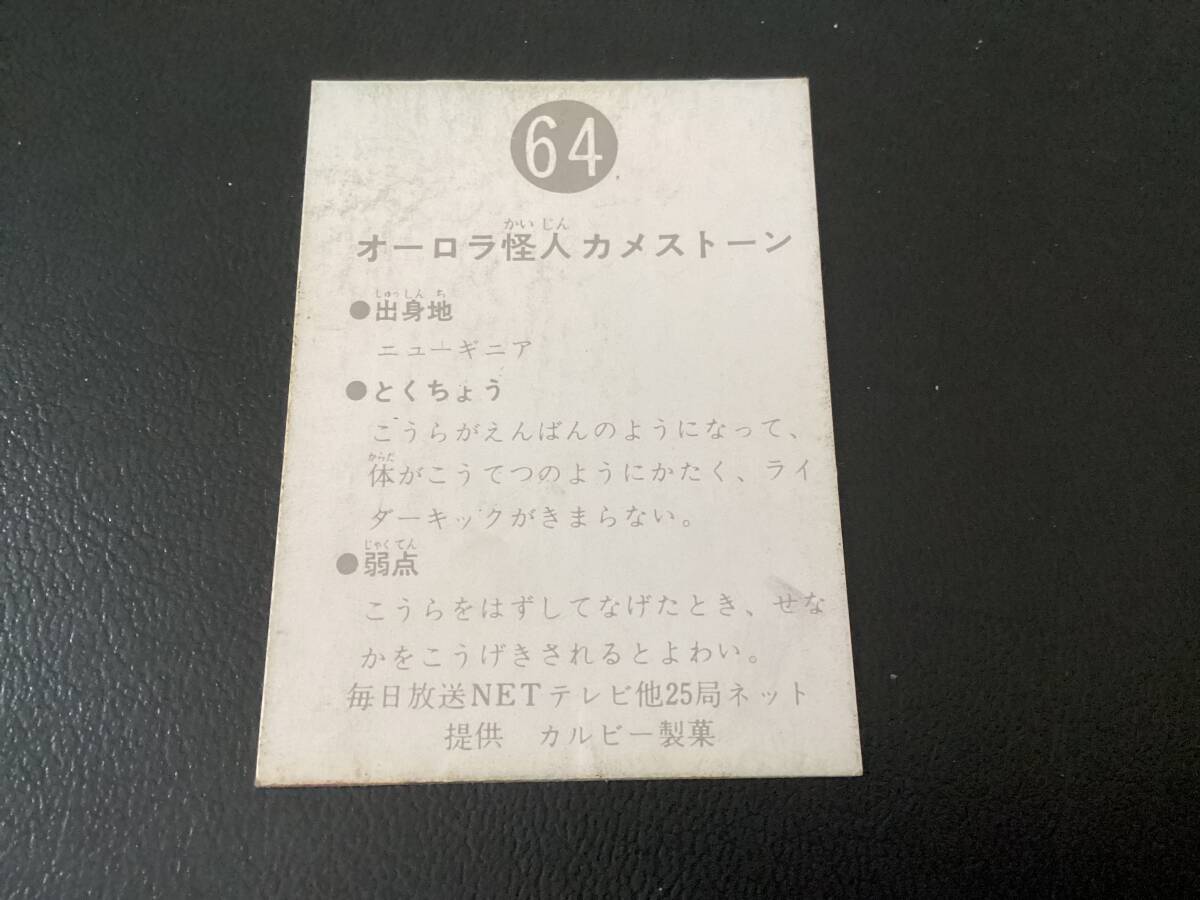 64
かいじん
オーロラ怪人カメストーン
しゅっしんち
●出身地
ニューギニア
●とくちょう
こうらがえんばんのようになって、
からだ
体がこうてつのようにかたく、ライ
ダーキックがきまらない。
じゃくてん
●弱点
こうらをはずしてなげたとき、せな
かをこうげきされるとよわい。
毎日放送NETテレビ他25局ネット
提供 カルビー製菓